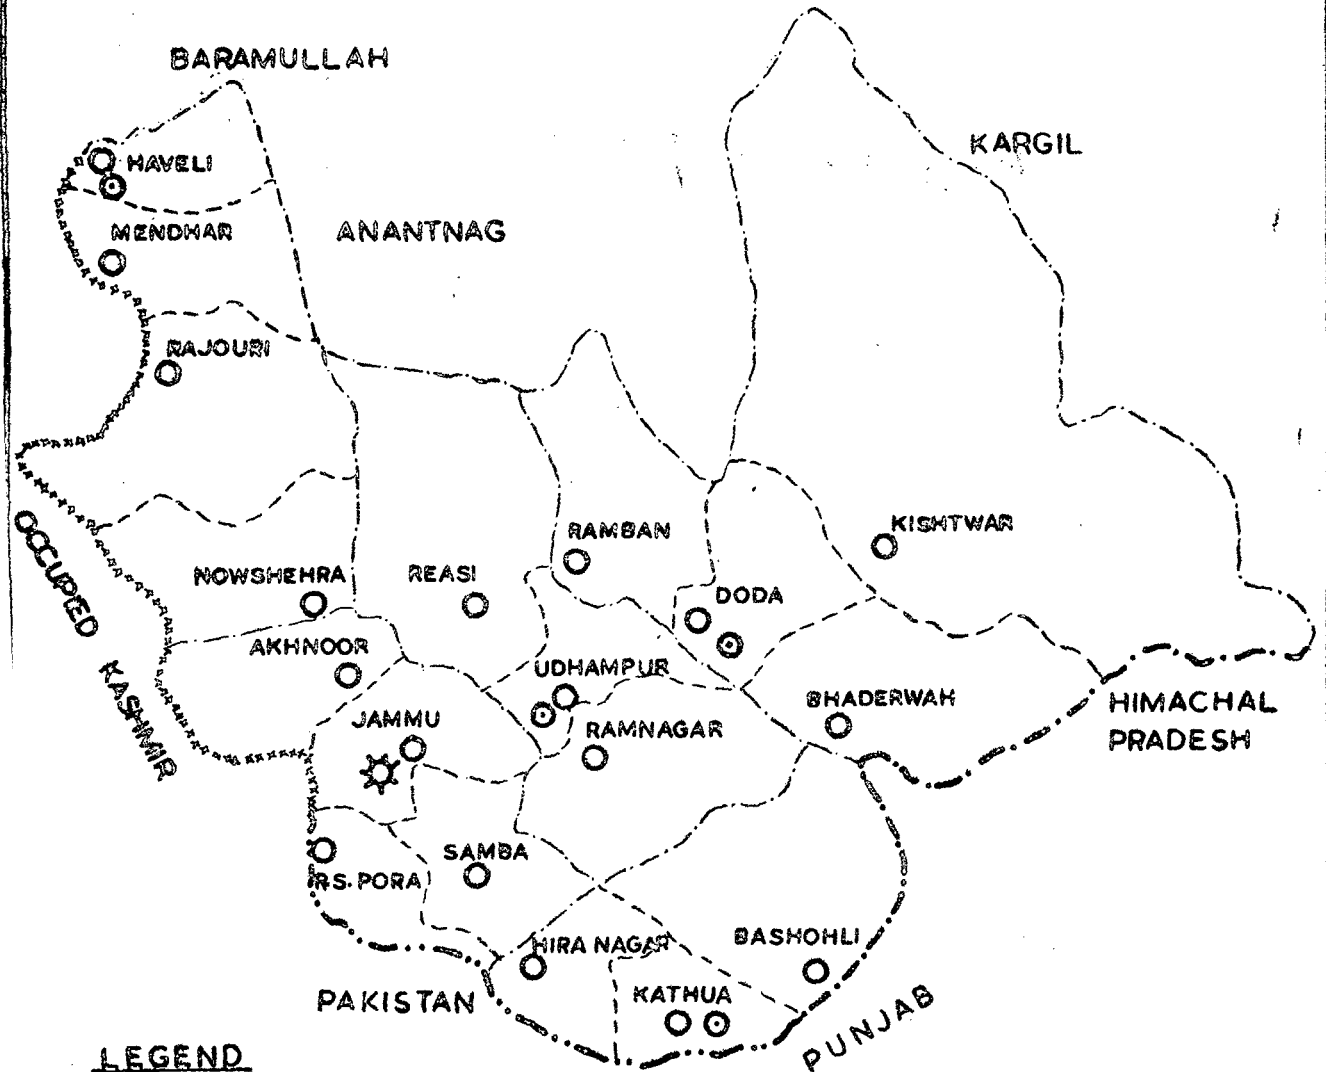 BARAMULLAH
KARGIL
HAVELI
MENDHAR
ANANTNAG
RAJOURI
OCCUPIED KASHMIR
RAMBAN
KISHTWAR
NOWSHEHRA
REASI
DODA
AKHNOOR
UDHAMPUR
BHADERWAH
HIMACHAL
PRADESH
JAMMU
RAMNAGAR
SAMBA
R.S. PORA
HIRA NAGAR
BASHOHLI
KATHUA
PAKISTAN
PUNJAB
LEGEND